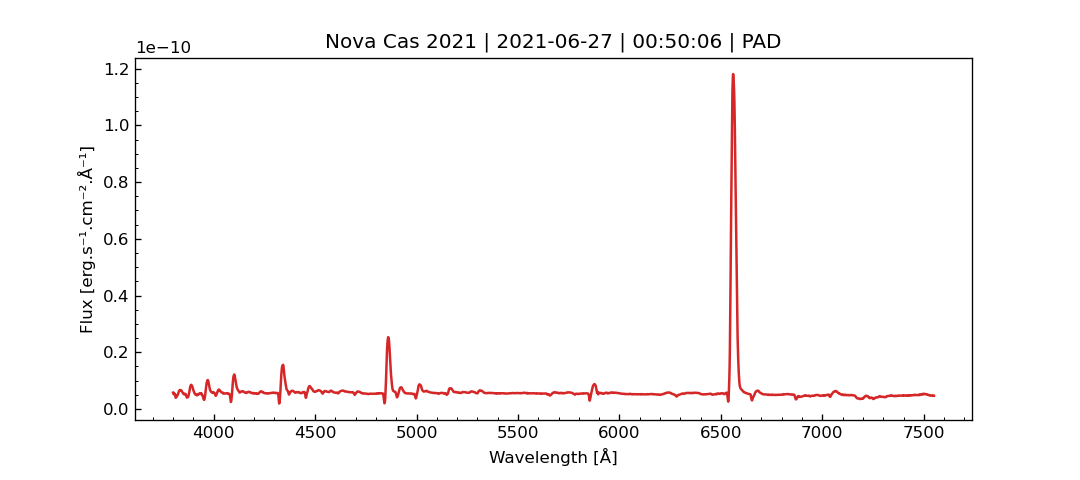 Nova Cas 2021 | 2021-06-27 | 00:50:06 | PAD
1e−10
1.2
1.0
0.8
0.6
0.4
0.2
0.0
Flux [erg.s⁻¹.cm⁻².Å⁻¹]
4000 4500 5000 5500 6000 6500 7000 7500
Wavelength [Å]